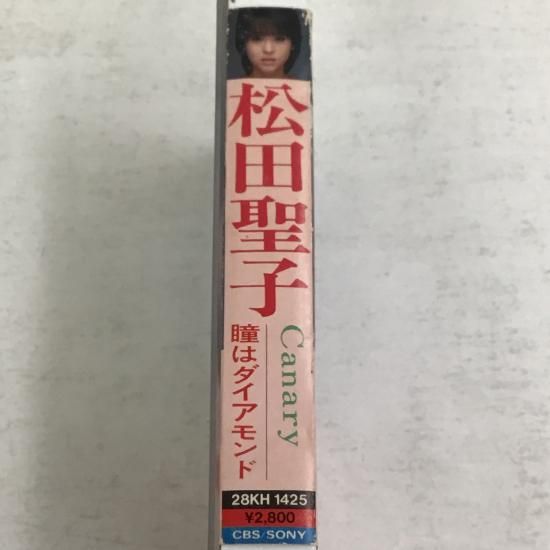 松田聖子
Canary
瞳はダイアモンド
28KH 1425
¥2,800
CBS/SONY